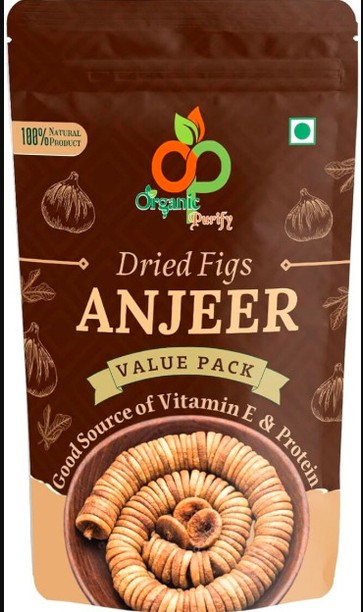 100% NATURAL
PRODUCT
Organic
Purify
Dried Figs
ANJEER
VALUE PACK
Good Source of Vitamin E & Protein